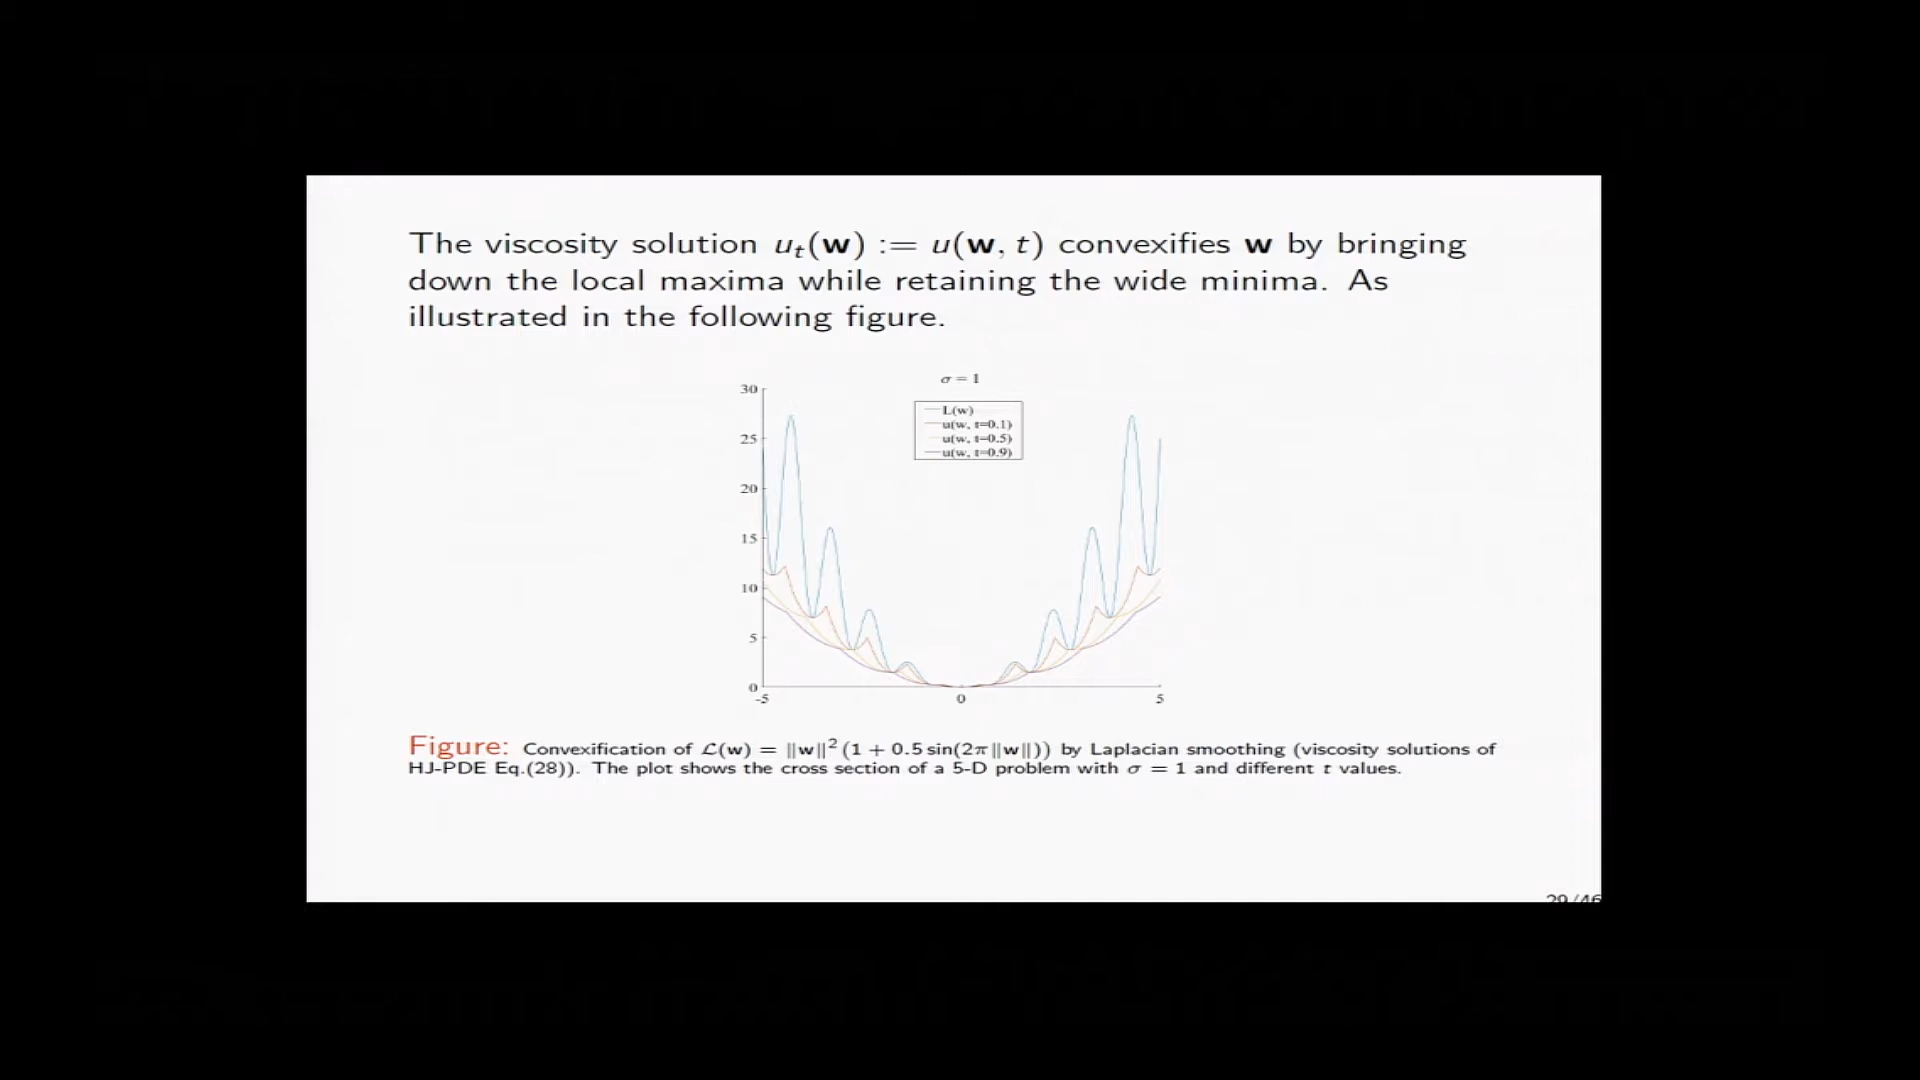 The viscosity solution uₜ(w) := u(w, t) convexifies w by bringing
down the local maxima while retaining the wide minima. As
illustrated in the following figure.
σ = 1
L(w)
u(w, t=0.1)
u(w, t=0.5)
u(w, t=0.9)
30
25
20
15
10
5
0
-5 0 5
Figure: Convexification of ℒ(w) = ‖w‖² (1 + 0.5 sin(2π‖w‖)) by Laplacian smoothing (viscosity solutions of
HJ-PDE Eq.(28)). The plot shows the cross section of a 5-D problem with σ = 1 and different t values.
29/46